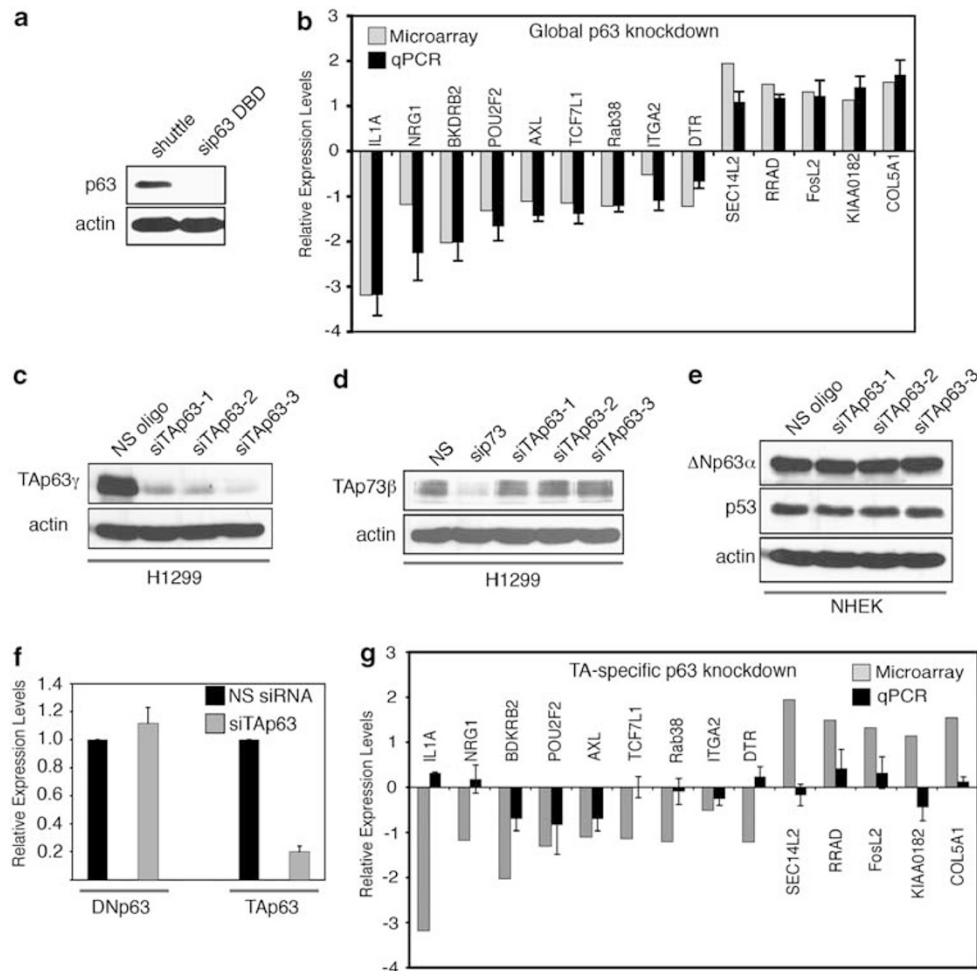 a
shuttle
sip63 DBD
p63
actin
b
Global p63 knockdown
Microarray
qPCR
Relative Expression Levels
3
2
1
0
-1
-2
-3
-4
IL1A
NRG1
BKDRB2
POU2F2
AXL
TCF7L1
Rab38
ITGA2
DTR
SEC14L2
RRAD
FosL2
KIAA0182
COL5A1
c
NS oligo
siTAp63-1
siTAp63-2
siTAp63-3
TAp63γ
actin
H1299
d
NS
sip73
siTAp63-1
siTAp63-2
siTAp63-3
TAp73β
actin
H1299
e
NS oligo
siTAp63-1
siTAp63-2
siTAp63-3
ΔNp63α
p53
actin
NHEK
f
Relative Expression Levels
1.4
1.2
1.0
0.8
0.6
0.4
0.2
NS siRNA
siTAp63
DNp63
TAp63
g
TA-specific p63 knockdown
Microarray
qPCR
Relative Expression Levels
3
2
1
0
-1
-2
-3
-4
IL1A
NRG1
BDKRB2
POU2F2
AXL
TCF7L1
Rab38
ITGA2
DTR
SEC14L2
RRAD
FosL2
KIAA0182
COL5A1